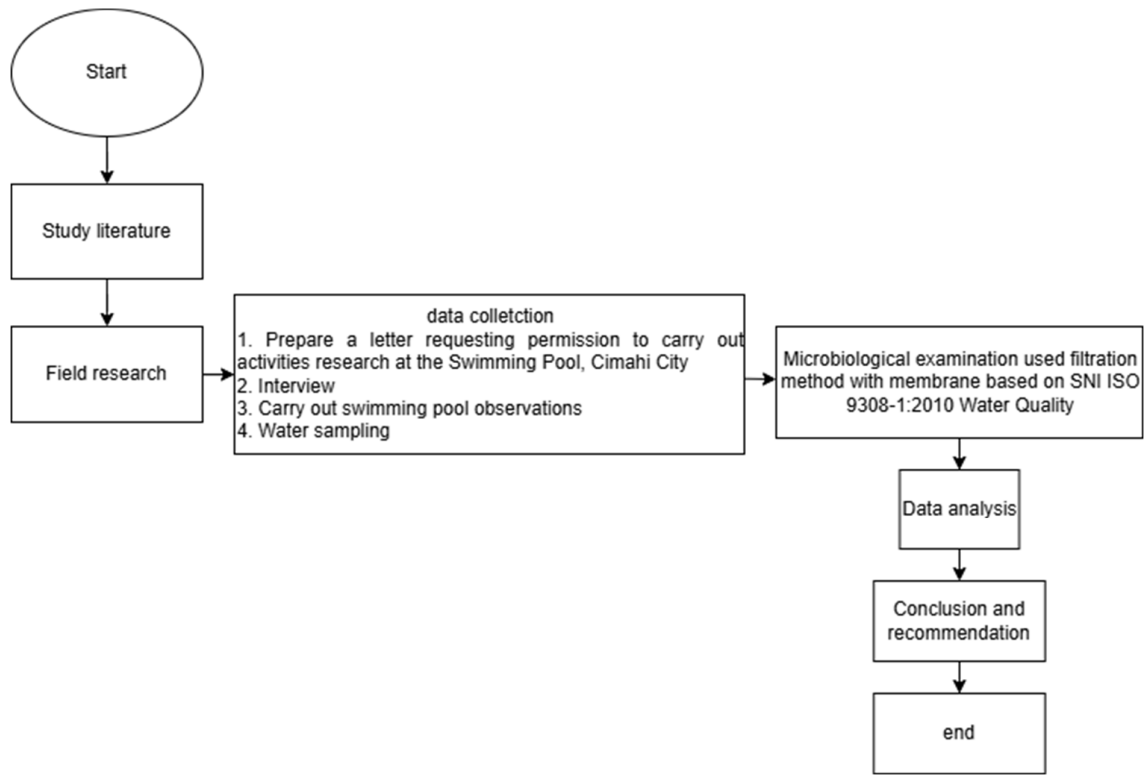 Start
Study literature
Field research
data colletction
1. Prepare a letter requesting permission to carry out
activities research at the Swimming Pool, Cimahi City
2. Interview
3. Carry out swimming pool observations
4. Water sampling
Microbiological examination used filtration
method with membrane based on SNI ISO
9308-1:2010 Water Quality
Data analysis
Conclusion and
recommendation
end